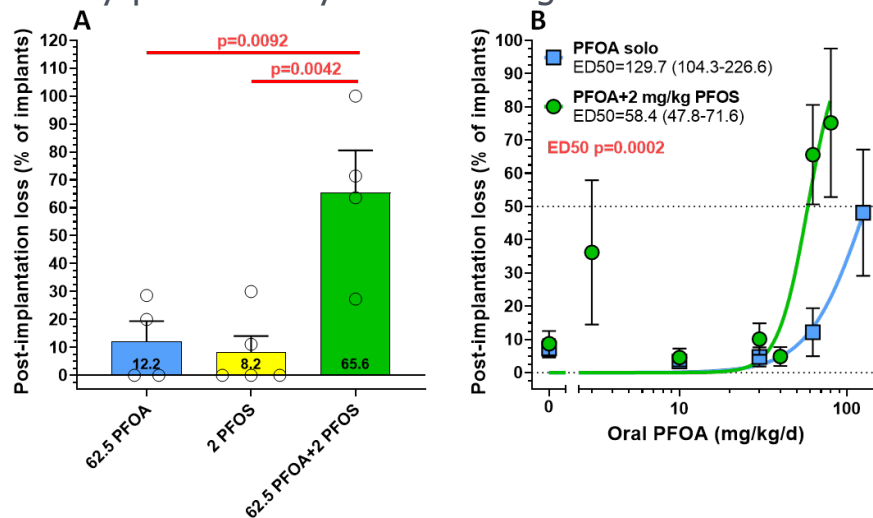 A
Post-implantation loss (% of implants)
120
110
100
90
80
70
60
50
40
30
20
10
0
p=0.0092
p=0.0042
12.2
8.2
65.6
62.5 PFOA
2 PFOS
62.5 PFOA+2 PFOS
B
Post-implantation loss (% of implants)
100
90
80
70
60
50
40
30
20
10
0
PFOA solo
ED50=129.7 (104.3-226.6)
PFOA+2 mg/kg PFOS
ED50=58.4 (47.8-71.6)
ED50 p=0.0002
0
10
100
Oral PFOA (mg/kg/d)